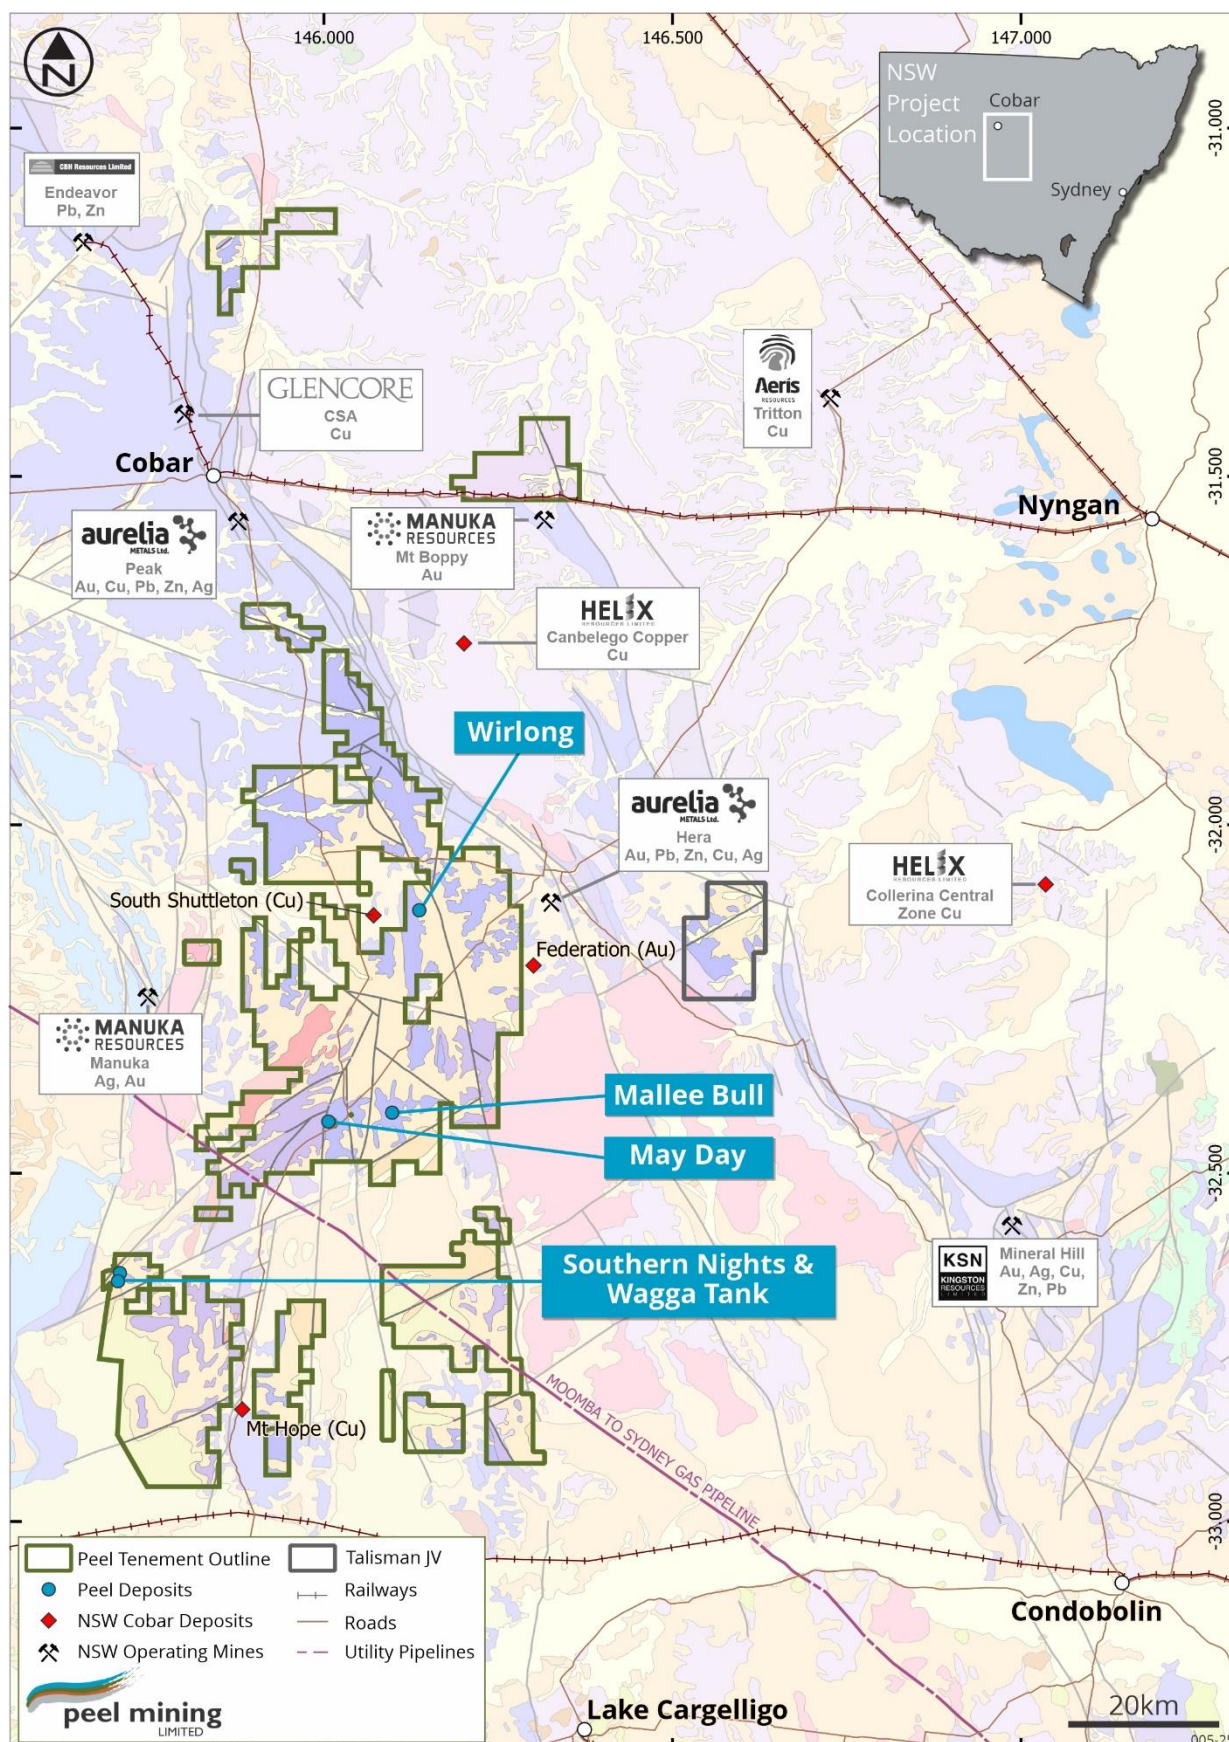 146.000
146.500
147.000
N
NSW
Project
Location
Cobar
Sydney
-31.000
CBH Resources Limited
Endeavor
Pb, Zn
GLENCORE
CSA
Cu
Aeris
RESOURCES
Tritton
Cu
Cobar
-31.500
Nyngan
aurelia
METALS Ltd.
Peak
Au, Cu, Pb, Zn, Ag
MANUKA
RESOURCES
Mt Boppy
Au
HELIX
RESOURCES LIMITED
Canbelego Copper
Cu
Wirlong
aurelia
METALS Ltd.
Hera
Au, Pb, Zn, Cu, Ag
-32.000
HELIX
RESOURCES LIMITED
Collerina Central
Zone Cu
South Shuttleton (Cu)
Federation (Au)
MANUKA
RESOURCES
Manuka
Ag, Au
Mallee Bull
May Day
-32.500
Southern Nights &
Wagga Tank
KSN
KINGSTON
RESOURCES
LIMITED
Mineral Hill
Au, Ag, Cu,
Zn, Pb
Mt Hope (Cu)
MOOMBA TO SYDNEY GAS PIPELINE
-33.000
Peel Tenement Outline
Talisman JV
Peel Deposits
Railways
NSW Cobar Deposits
Roads
NSW Operating Mines
Utility Pipelines
peel mining
LIMITED
Condobolin
Lake Cargelligo
20km